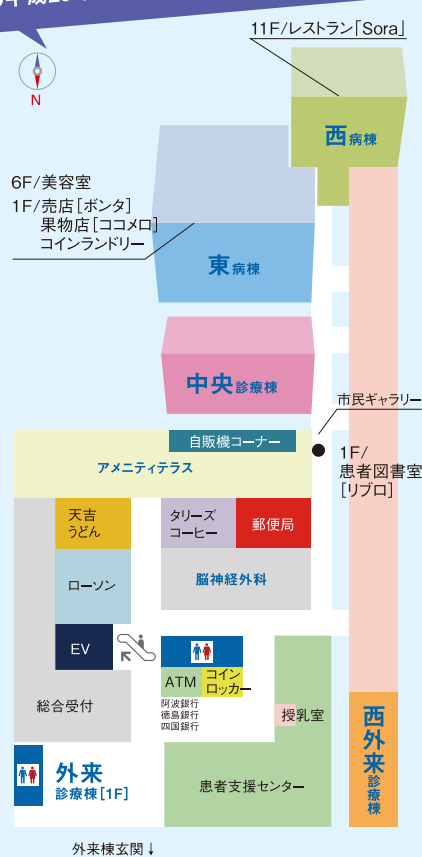 11F/レストラン「Sora」
N
西病棟
6F/美容室
1F/売店[ボンタ]
果物店[ココメロ]
コインランドリー
東病棟
中央診療棟
市民ギャラリー
自販機コーナー
1F/
患者図書室
[リブロ]
アメニティテラス
天吉
うどん
タリーズ
コーヒー
郵便局
ローソン
脳神経外科
EV
ATM
コイン
ロッカー
阿波銀行
徳島銀行
四国銀行
総合受付
授乳室
西外来診療棟
外来
診療棟[1F]
患者支援センター
外来棟玄関↓